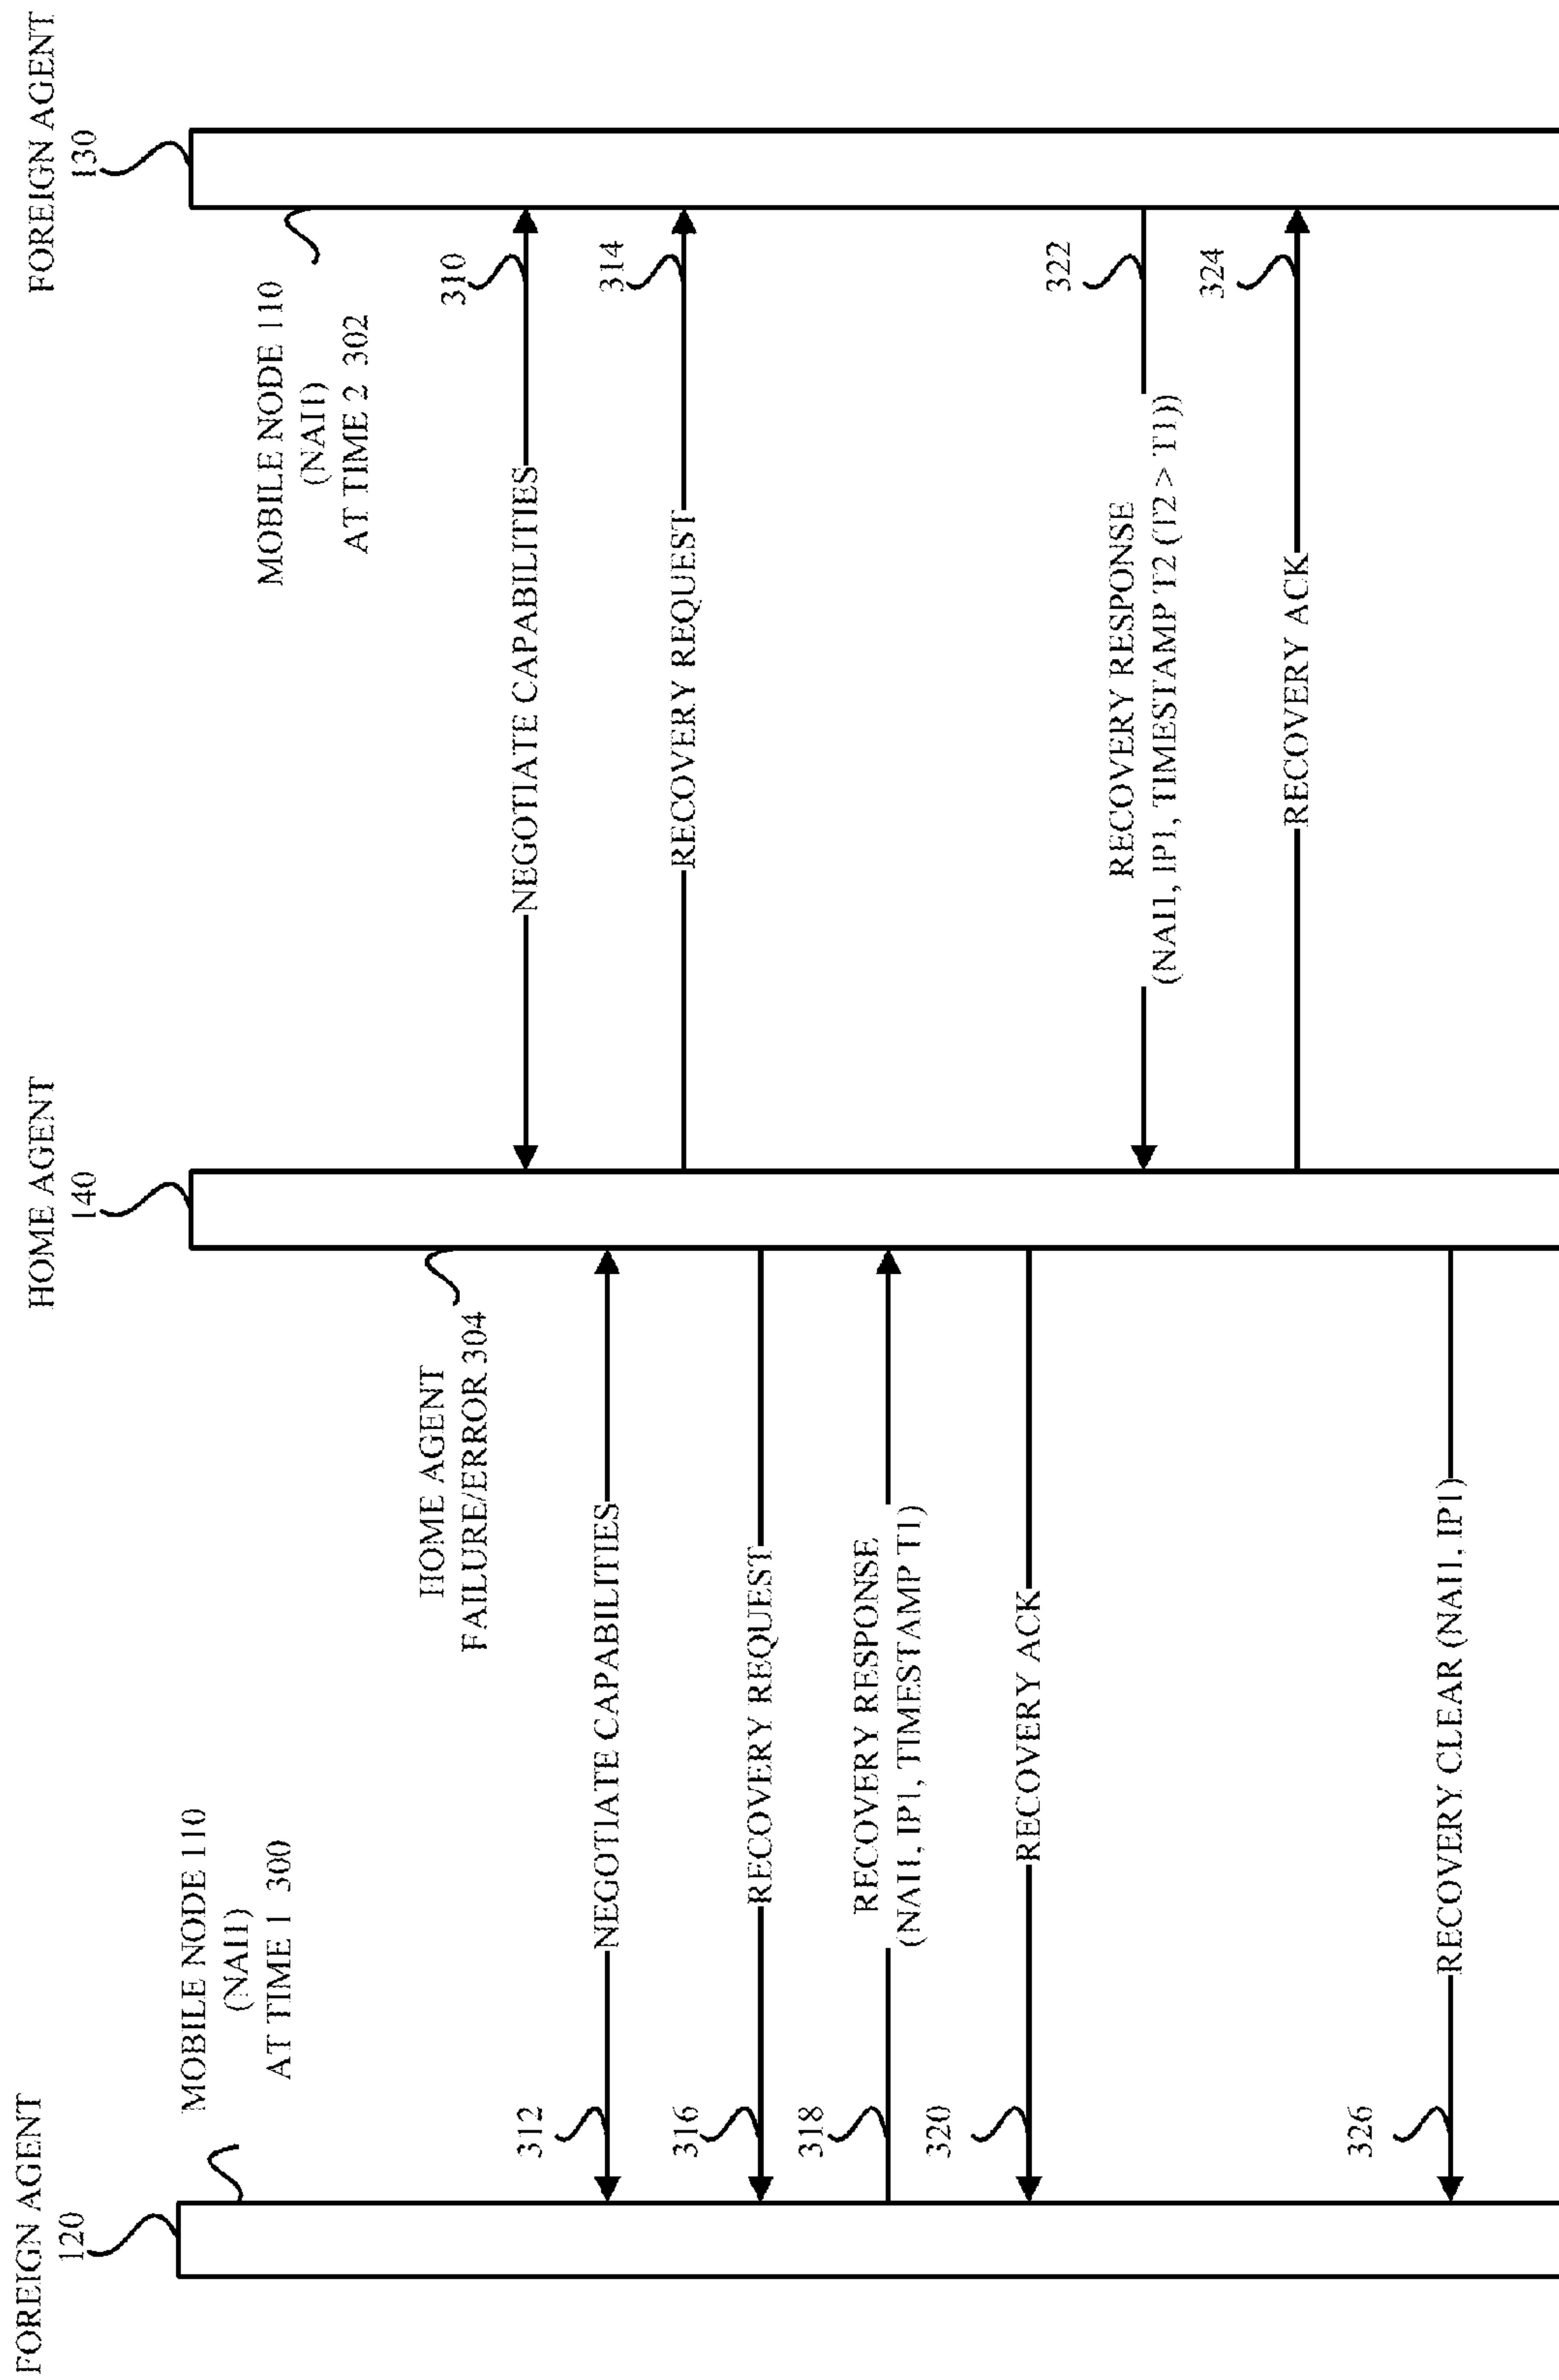 FOREIGN AGENT
120
HOME AGENT
140
FOREIGN AGENT
130
MOBILE NODE 110
(NAI1)
AT TIME 1 300
MOBILE NODE 110
(NAI1)
AT TIME 2 302
HOME AGENT
FAILURE/ERROR 304
NEGOTIATE CAPABILITIES
310
312
NEGOTIATE CAPABILITIES
RECOVERY REQUEST
314
316
RECOVERY REQUEST
318
RECOVERY RESPONSE
(NAI1, IP1, TIMESTAMP T1)
320
RECOVERY ACK
RECOVERY RESPONSE
(NAI1, IP1, TIMESTAMP T2 (T2 > T1))
322
RECOVERY ACK
324
326
RECOVERY CLEAR (NAI1, IP1)